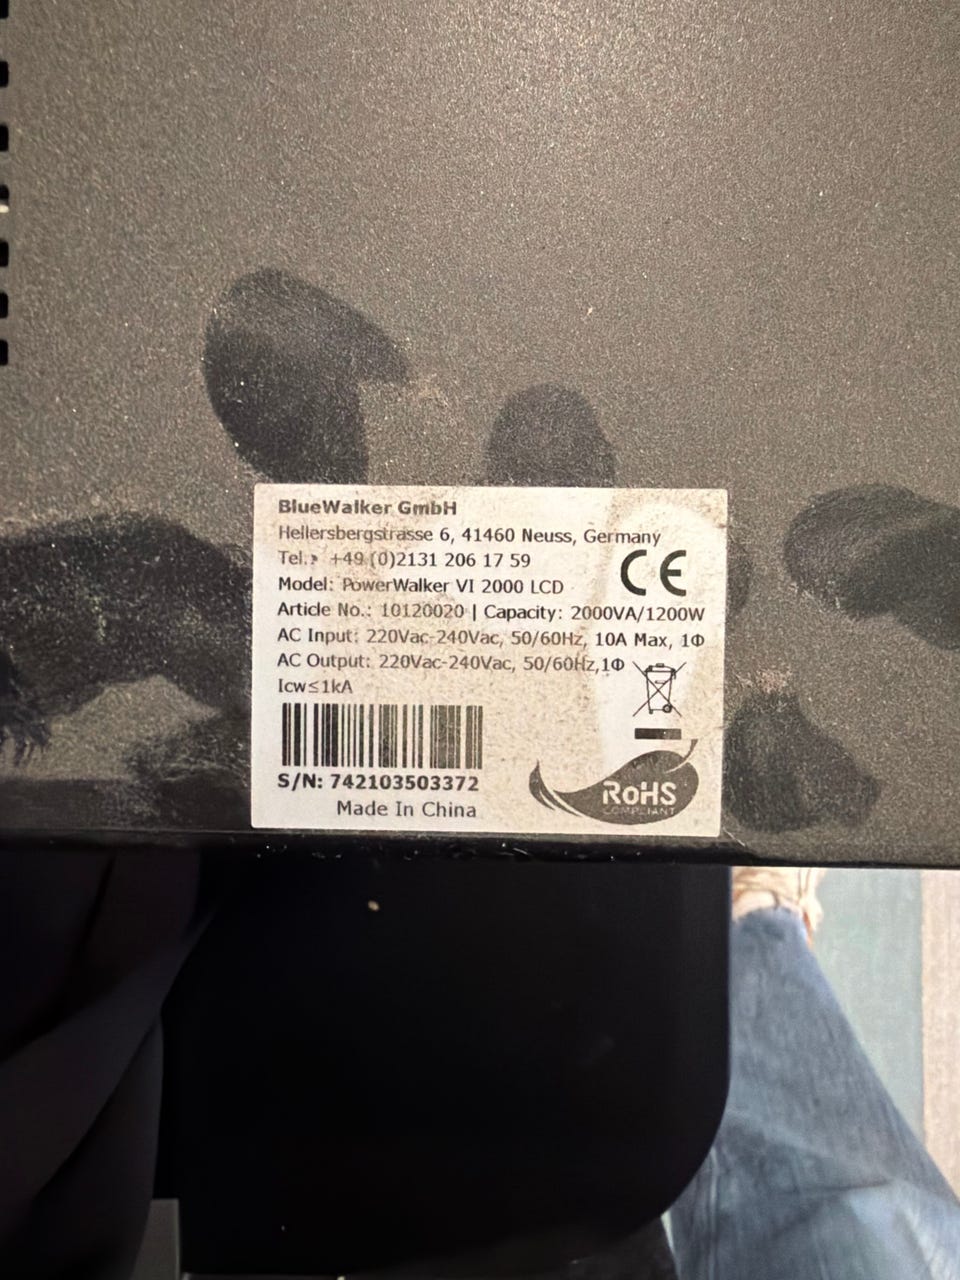 BlueWalker GmbH
Hellersbergstrasse 6, 41460 Neuss, Germany
Tel.: +49 (0)2131 206 17 59
Model: PowerWalker VI 2000 LCD
Article No.: 10120020 | Capacity: 2000VA/1200W
AC Input: 220Vac-240Vac, 50/60Hz, 10A Max, 1Φ
AC Output: 220Vac-240Vac, 50/60Hz,1Φ
Icw≤1kA
CE
S/N: 742103503372
Made In China
RoHS
COMPLIANT